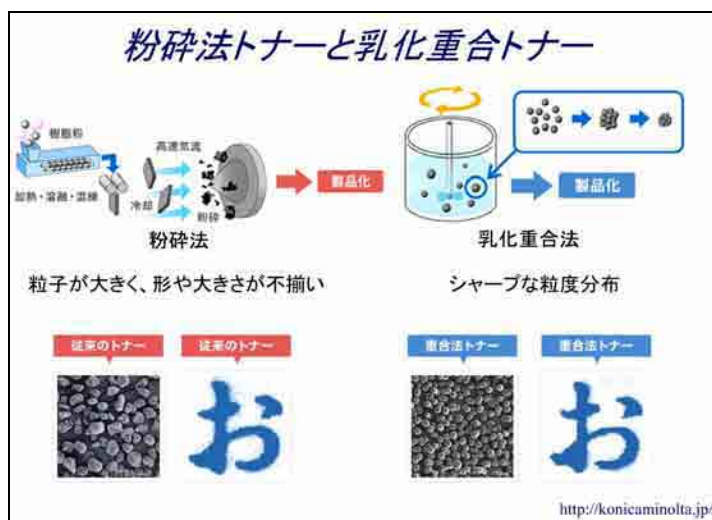 粉砕法トナーと乳化重合トナー
樹脂粉
高速気流
加熱・溶融・混練
冷却
粉砕
製品化
製品化
粉砕法
乳化重合法
粒子が大きく、形や大きさが不揃い
シャープな粒度分布
従来のトナー
従来のトナー
重合法トナー
重合法トナー
お
お
http://konicaminolta.jp/